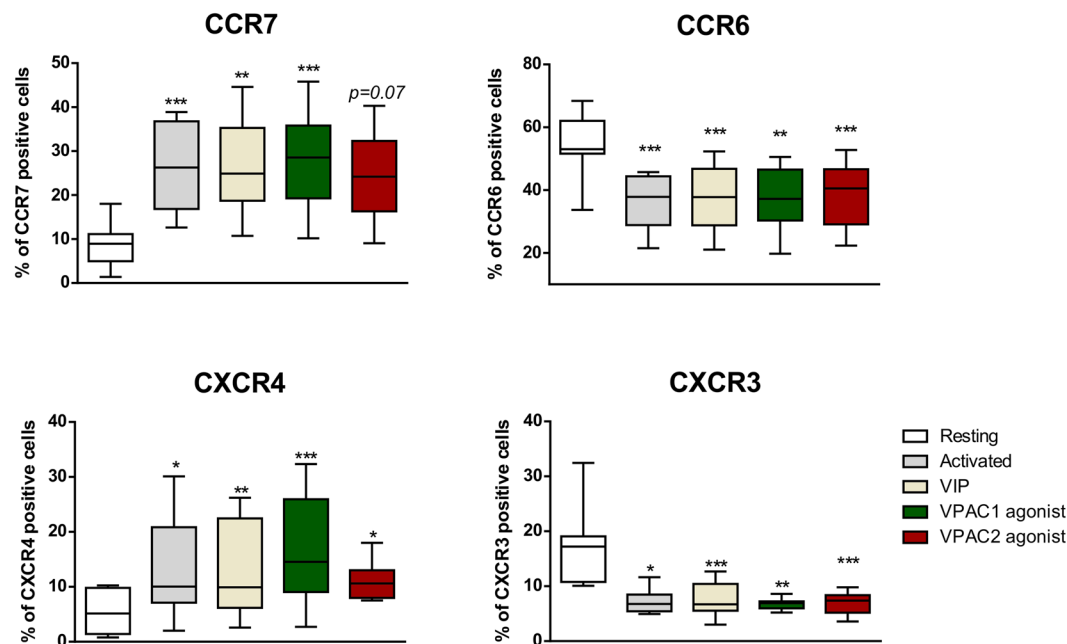 CCR7
% of CCR7 positive cells
50
40
30
20
10
0
***
**
***
p=0.07
CCR6
% of CCR6 positive cells
80
60
40
20
***
***
**
***
CXCR4
% of CXCR4 positive cells
40
30
20
10
0
*
**
***
*
CXCR3
% of CXCR3 positive cells
40
30
20
10
0
*
***
**
***
Resting
Activated
VIP
VPAC1 agonist
VPAC2 agonist